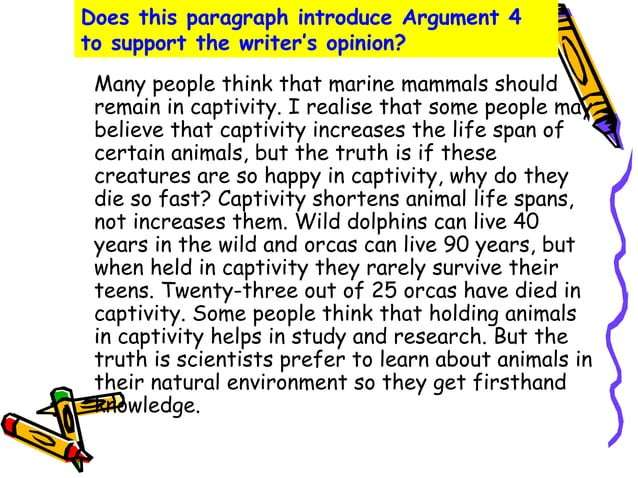 Does this paragraph introduce Argument 4
to support the writer's opinion?
Many people think that marine mammals should
remain in captivity. I realise that some people may
believe that captivity increases the life span of
certain animals, but the truth is if these
creatures are so happy in captivity, why do they
die so fast? Captivity shortens animal life spans,
not increases them. Wild dolphins can live 40
years in the wild and orcas can live 90 years, but
when held in captivity they rarely survive their
teens. Twenty-three out of 25 orcas have died in
captivity. Some people think that holding animals
in captivity helps in study and research. But the
truth is scientists prefer to learn about animals in
their natural environment so they get firsthand
knowledge.